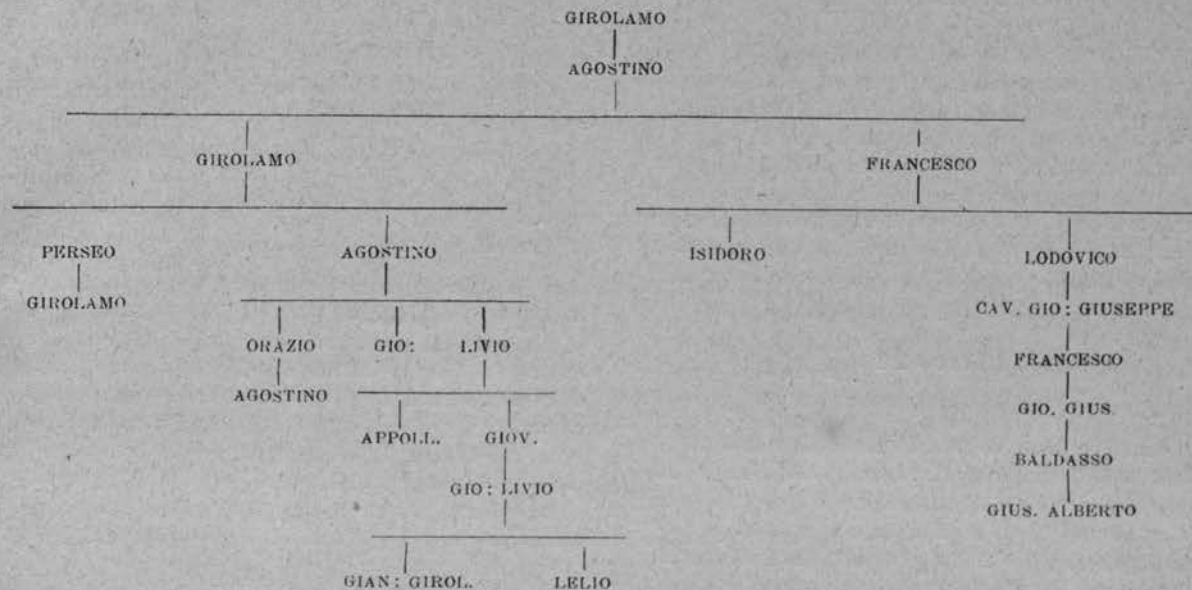 GIROLAMO
AGOSTINO
GIROLAMO FRANCESCO
PERSEO AGOSTINO ISIDORO LODOVICO
GIROLAMO CAV. GIO: GIUSEPPE
ORAZIO GIO: LIVIO FRANCESCO
AGOSTINO GIO. GIUS.
APPOLL. GIOV.
BALDASSO
GIO: LIVIO
GIUS. ALBERTO
GIAN: GIROL. LELIO